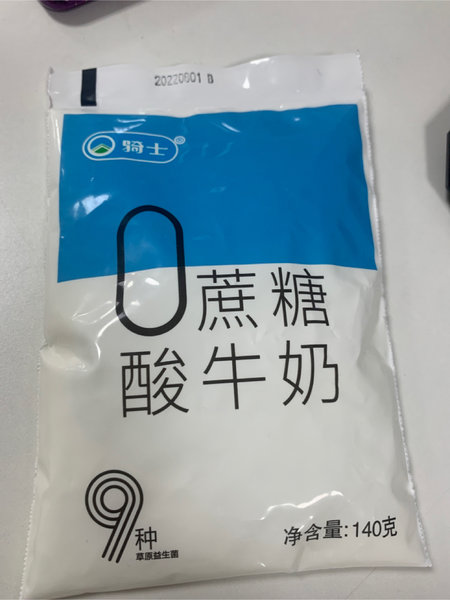 20220601 B
骑士®
0蔗糖
酸牛奶
9种
草原益生菌
净含量:140克